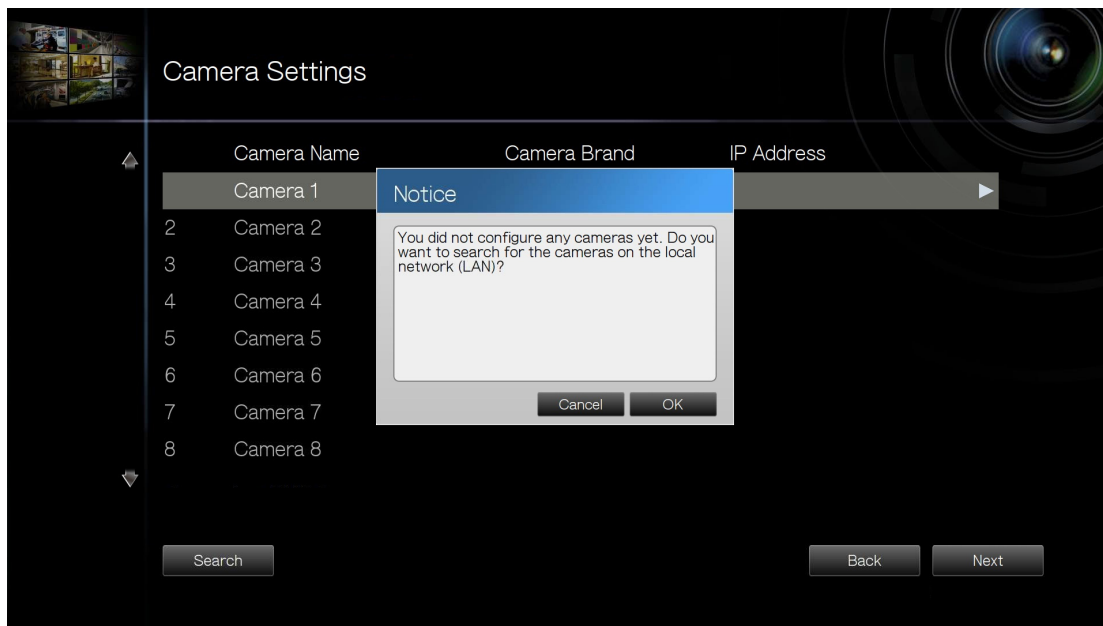 Camera Settings
Camera Name Camera Brand IP Address
Camera 1
Notice
You did not configure any cameras yet. Do you
want to search for the cameras on the local
network (LAN)?
Cancel OK
2 Camera 2
3 Camera 3
4 Camera 4
5 Camera 5
6 Camera 6
7 Camera 7
8 Camera 8
Search Back Next